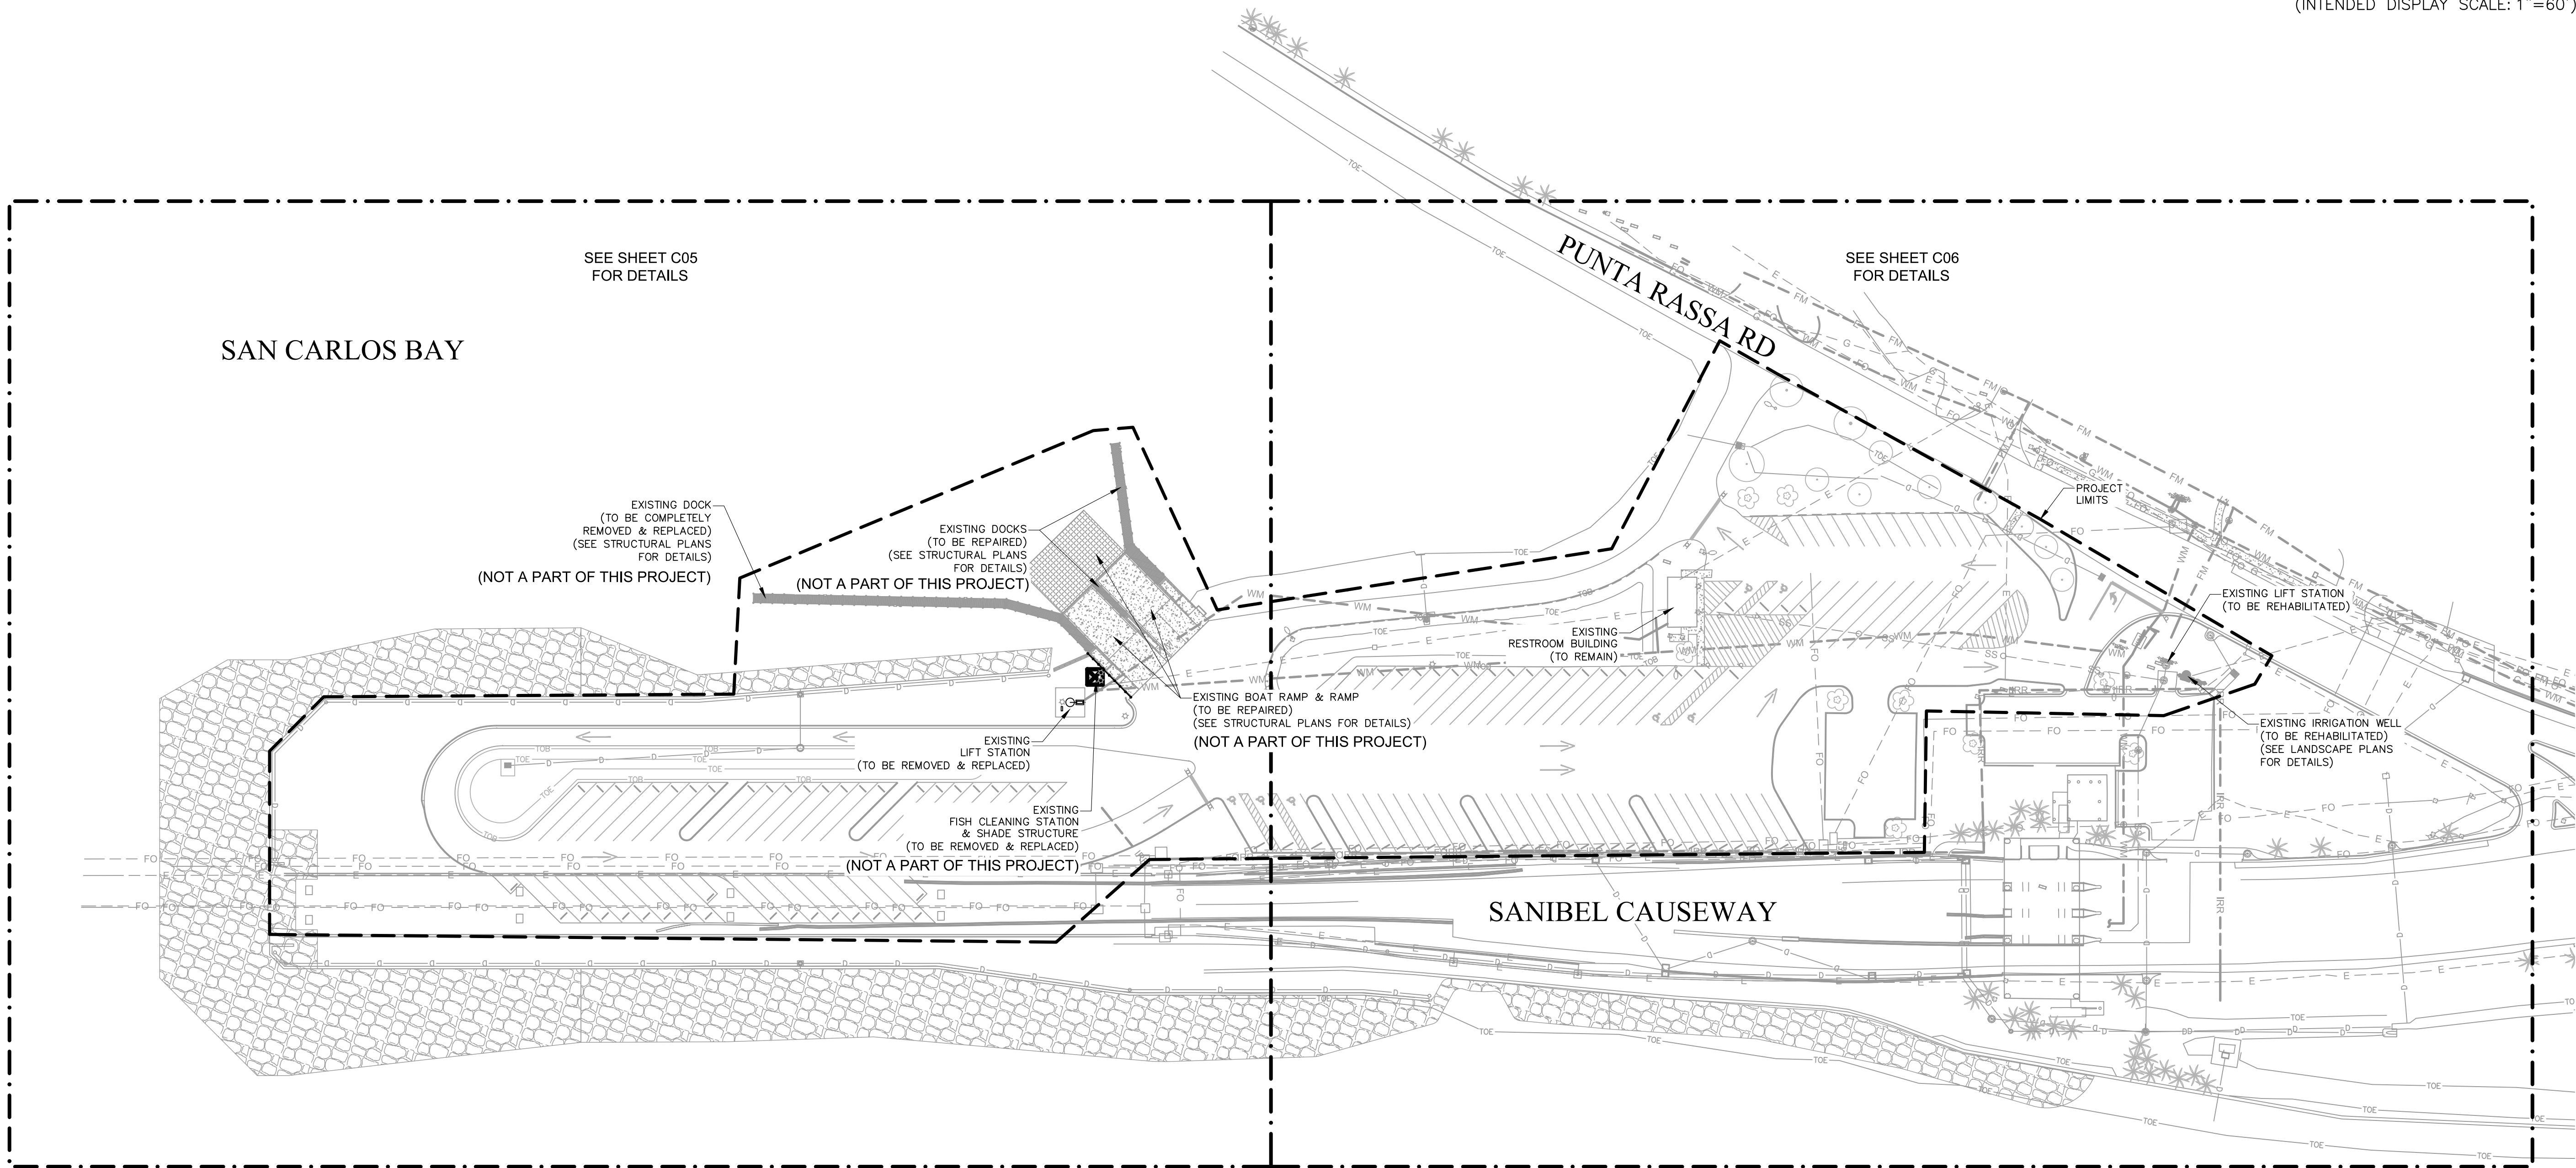 (INTENDED DISPLAY SCALE: 1"=60')
SEE SHEET C05
FOR DETAILS
SEE SHEET C06
FOR DETAILS
PUNTA RASSA RD
SAN CARLOS BAY
EXISTING DOCK
(TO BE COMPLETELY
REMOVED & REPLACED)
(SEE STRUCTURAL PLANS
FOR DETAILS)
(NOT A PART OF THIS PROJECT)
EXISTING DOCKS
(TO BE REPAIRED)
(SEE STRUCTURAL PLANS
FOR DETAILS)
(NOT A PART OF THIS PROJECT)
PROJECT
LIMITS
EXISTING LIFT STATION
(TO BE REHABILITATED)
EXISTING
RESTROOM BUILDING
(TO REMAIN)
EXISTING BOAT RAMP & RAMP
(TO BE REPAIRED)
(SEE STRUCTURAL PLANS FOR DETAILS)
(NOT A PART OF THIS PROJECT)
EXISTING IRRIGATION WELL
(TO BE REHABILITATED)
(SEE LANDSCAPE PLANS
FOR DETAILS)
EXISTING
LIFT STATION
(TO BE REMOVED & REPLACED)
EXISTING
FISH CLEANING STATION
& SHADE STRUCTURE
(TO BE REMOVED & REPLACED)
(NOT A PART OF THIS PROJECT)
SANIBEL CAUSEWAY